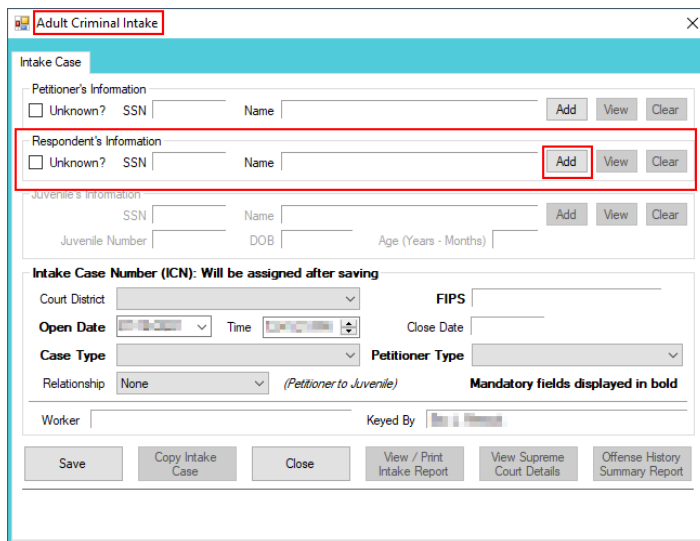 Adult Criminal Intake
Intake Case
Petitioner's Information
Unknown? SSN Name Add View Clear
Respondent's Information
Unknown? SSN Name Add View Clear
Juvenile's Information
SSN Name Add View Clear
Juvenile Number DOB Age (Years - Months)
Intake Case Number (ICN): Will be assigned after saving
Court District FIPS
Open Date Time Close Date
Case Type Petitioner Type
Relationship None (Petitioner to Juvenile) Mandatory fields displayed in bold
Worker Keyed By
Save Copy Intake Case Close View / Print Intake Report View Supreme Court Details Offense History Summary Report